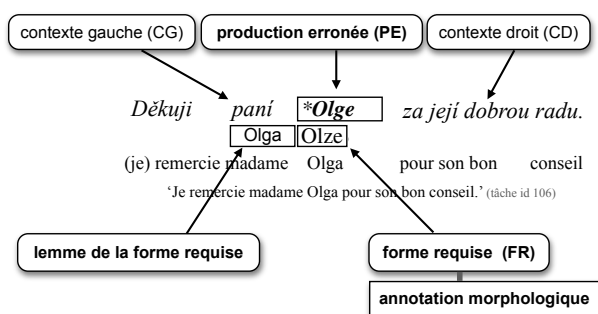 contexte gauche (CG) production erronée (PE) contexte droit (CD)
Děkuji paní *Olge za její dobrou radu.
Olga Olze
(je) remercie madame Olga pour son bon conseil
‘Je remercie madame Olga pour son bon conseil.’ (tâche id 106)
lemme de la forme requise forme requise (FR)
annotation morphologique